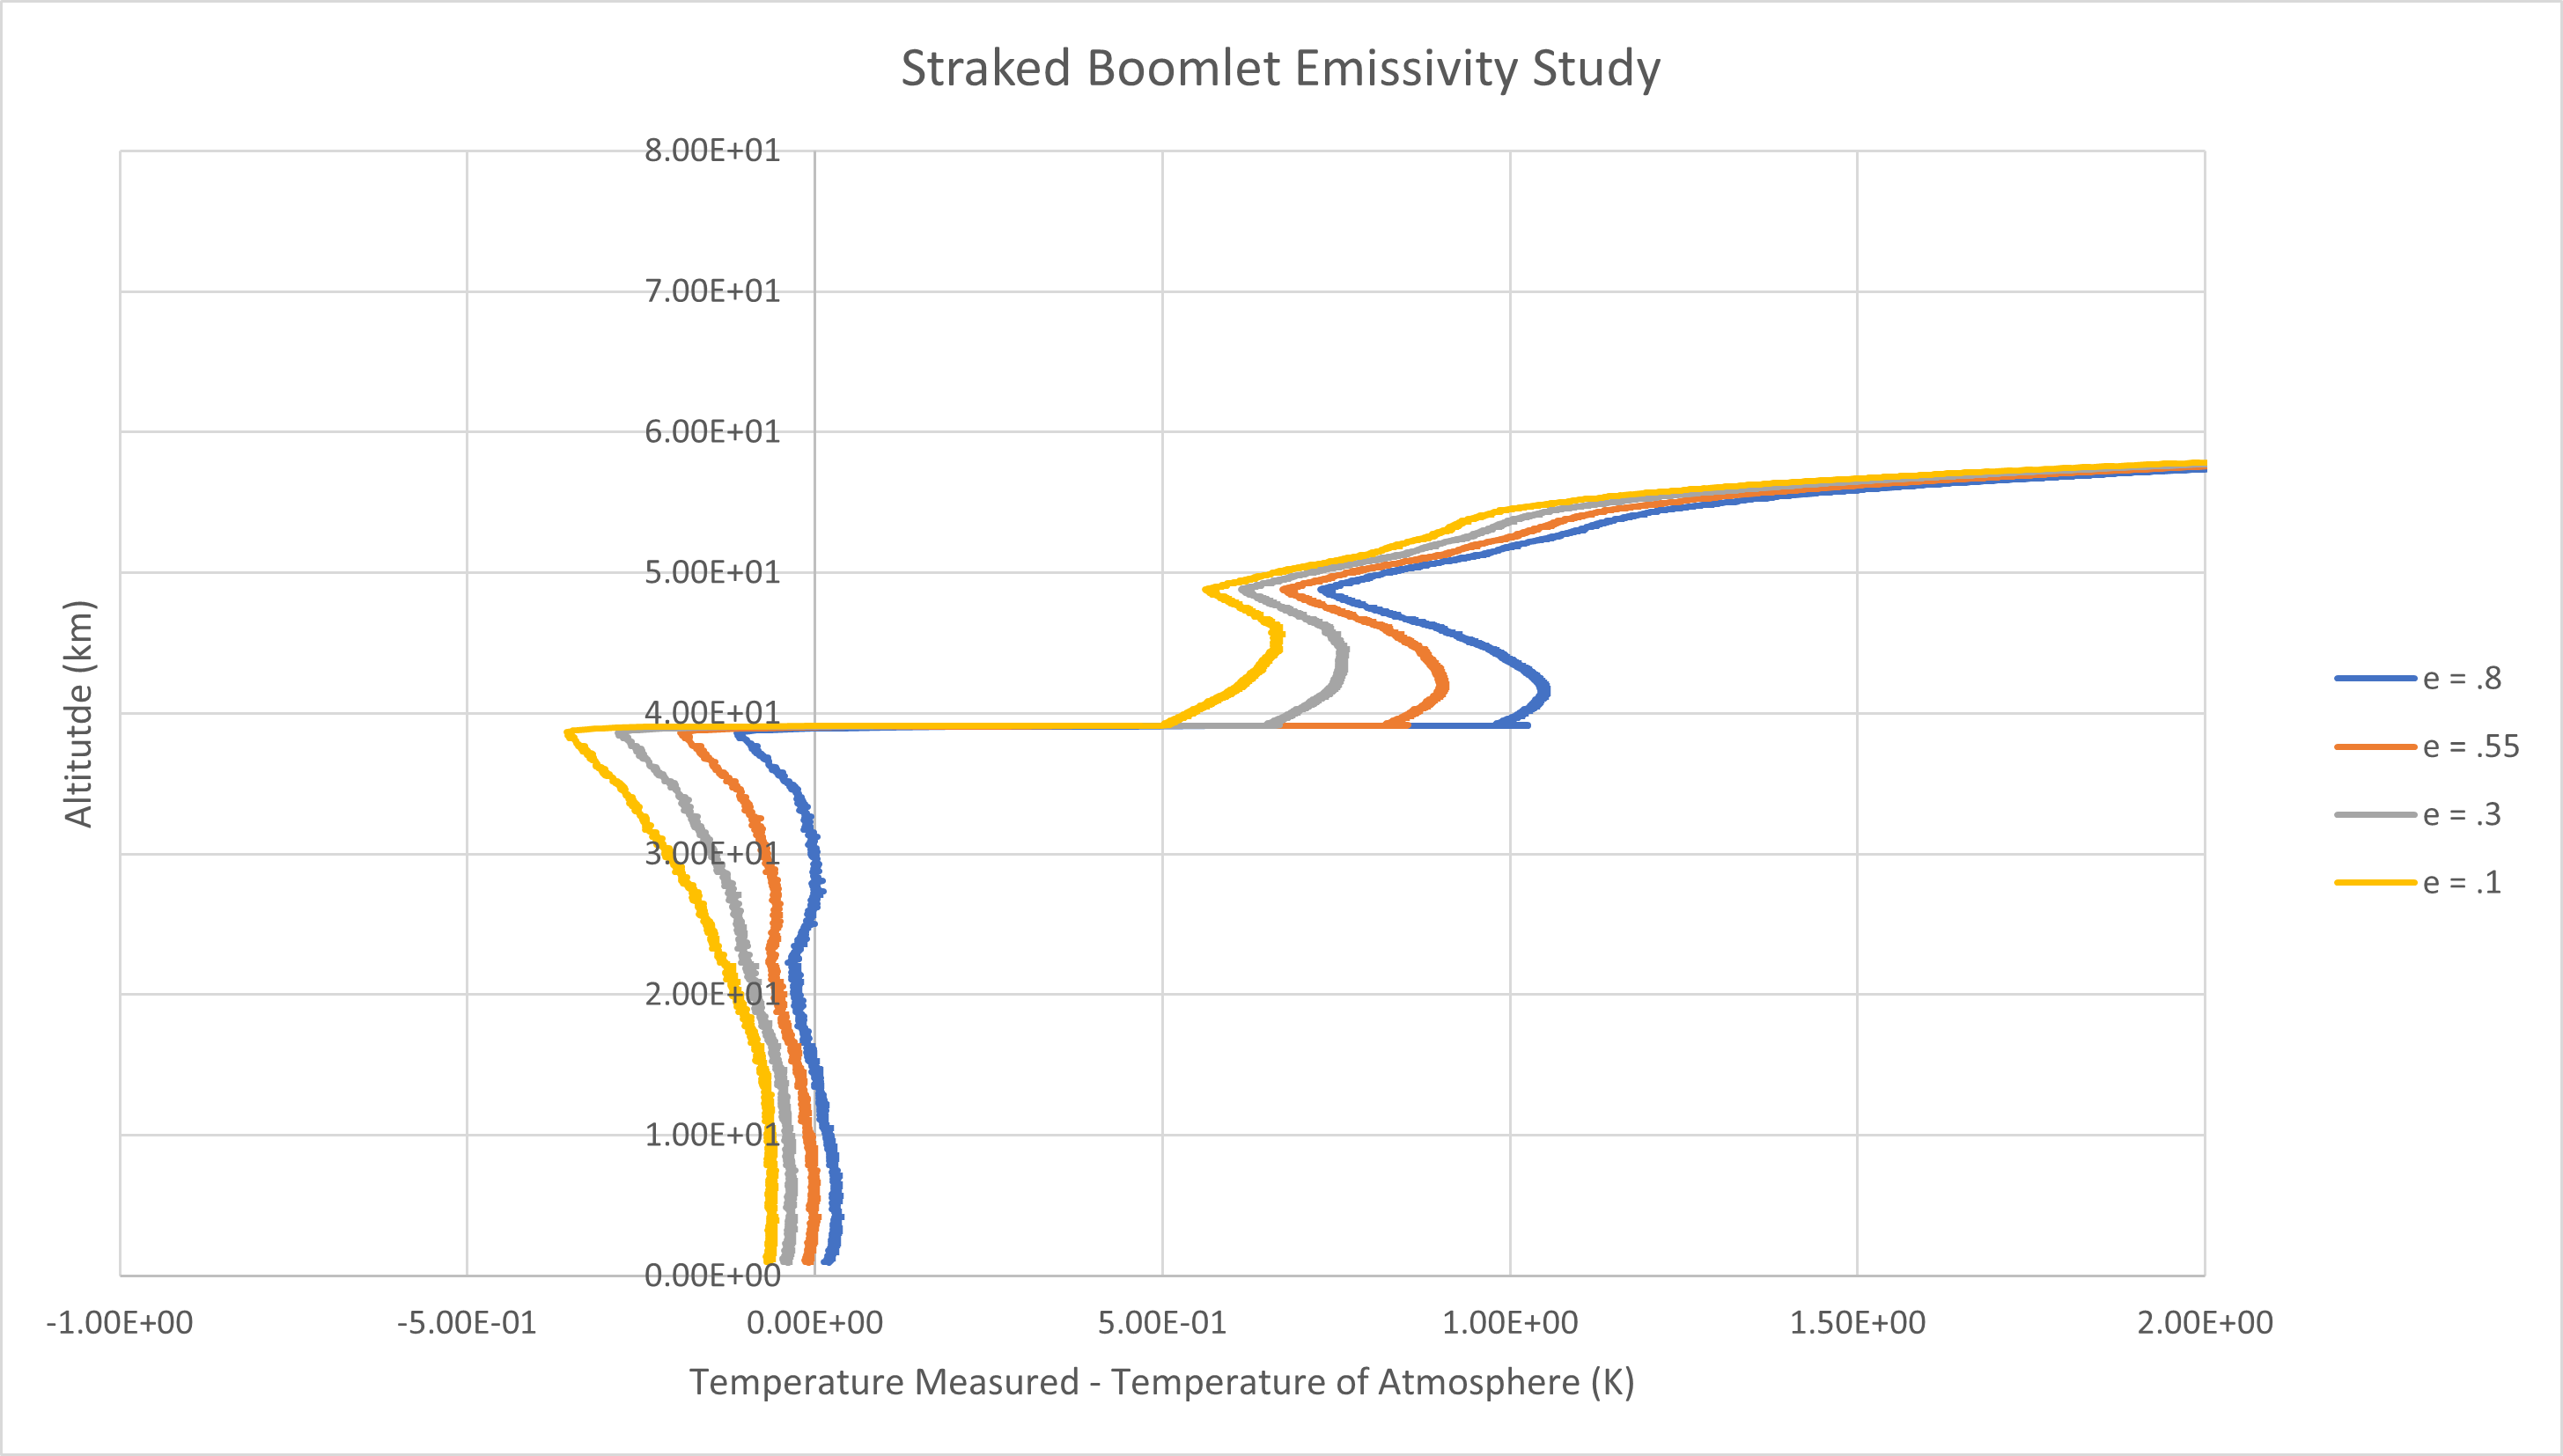 Straked Boomlet Emissivity Study
8.00E+01
7.00E+01
6.00E+01
5.00E+01
4.00E+01
3.00E+01
2.00E+01
1.00E+01
0.00E+00
Altitutde (km)
-1.00E+00
-5.00E-01
0.00E+00
5.00E-01
1.00E+00
1.50E+00
2.00E+00
Temperature Measured - Temperature of Atmosphere (K)
e = .8
e = .55
e = .3
e = .1